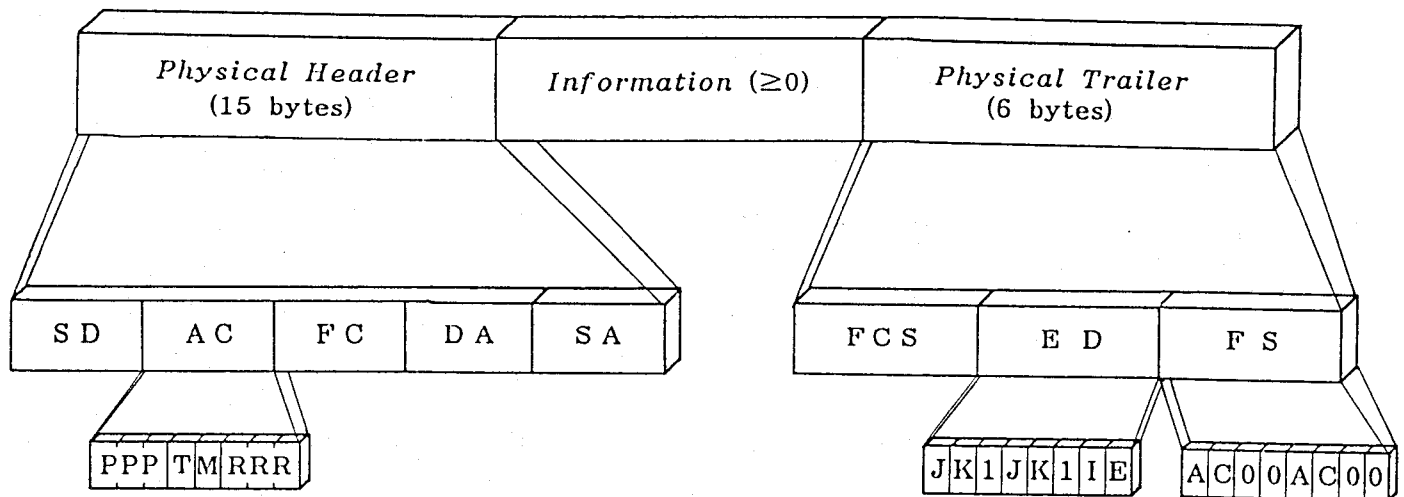 Physical Header
(15 bytes)
Information (≥0)
Physical Trailer
(6 bytes)
SD AC FC DA SA
FCS ED FS
PPPTMRRR
JK1JK1IE
AC00AC00